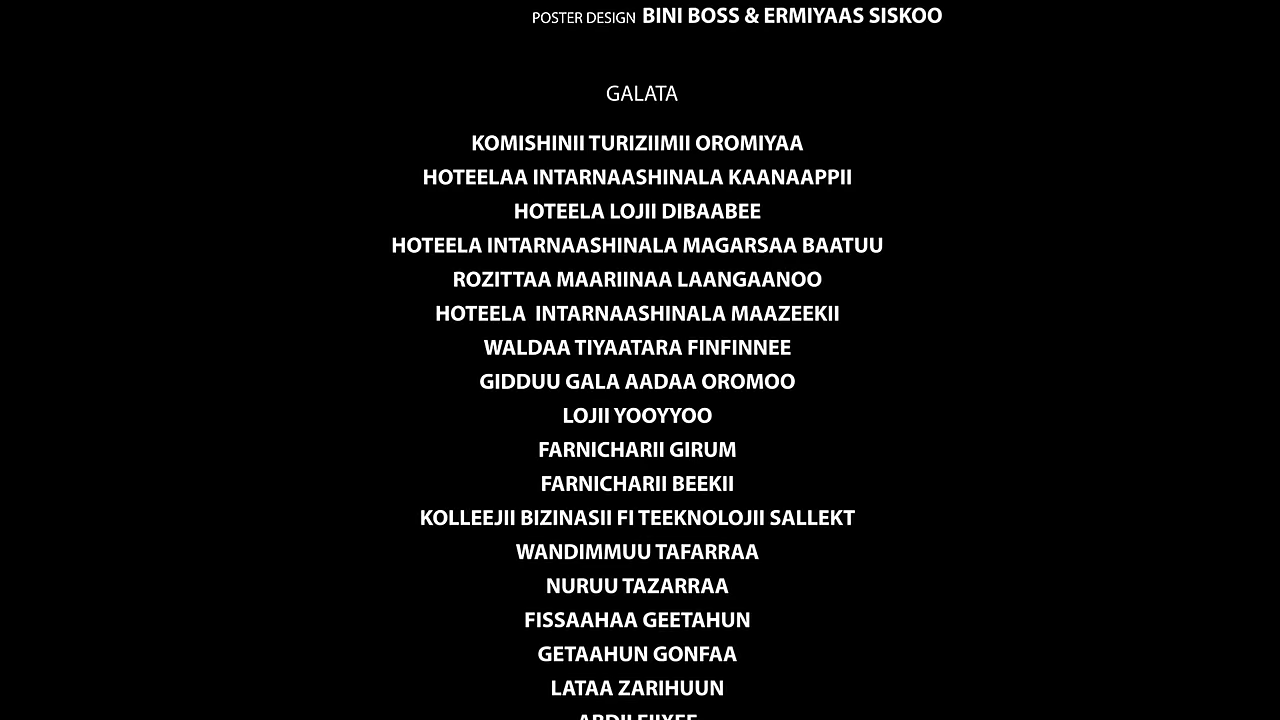 POSTER DESIGN BINI BOSS & ERMIYAAS SISKOO
GALATA
KOMISHINII TURIZIIMII OROMIYAA
HOTEELAA INTARNAASHINALA KAANAAPPII
HOTEELA LOJII DIBAABEE
HOTEELA INTARNAASHINALA MAGARSAA BAATUU
ROZITTAA MAARIINAA LAANGAANOO
HOTEELA INTARNAASHINALA MAAZEEKII
WALDAA TIYAATARA FINFINNEE
GIDDUU GALA AADAA OROMOO
LOJII YOOYYOO
FARNICHARII GIRUM
FARNICHARII BEEKII
KOLLEEJII BIZINASII FI TEEKNOLOJII SALLEKT
WANDIMMUU TAFARRAA
NURUU TAZARRAA
FISSAAHAA GEETAHUN
GETAAHUN GONFAA
LATAA ZARIHUUN